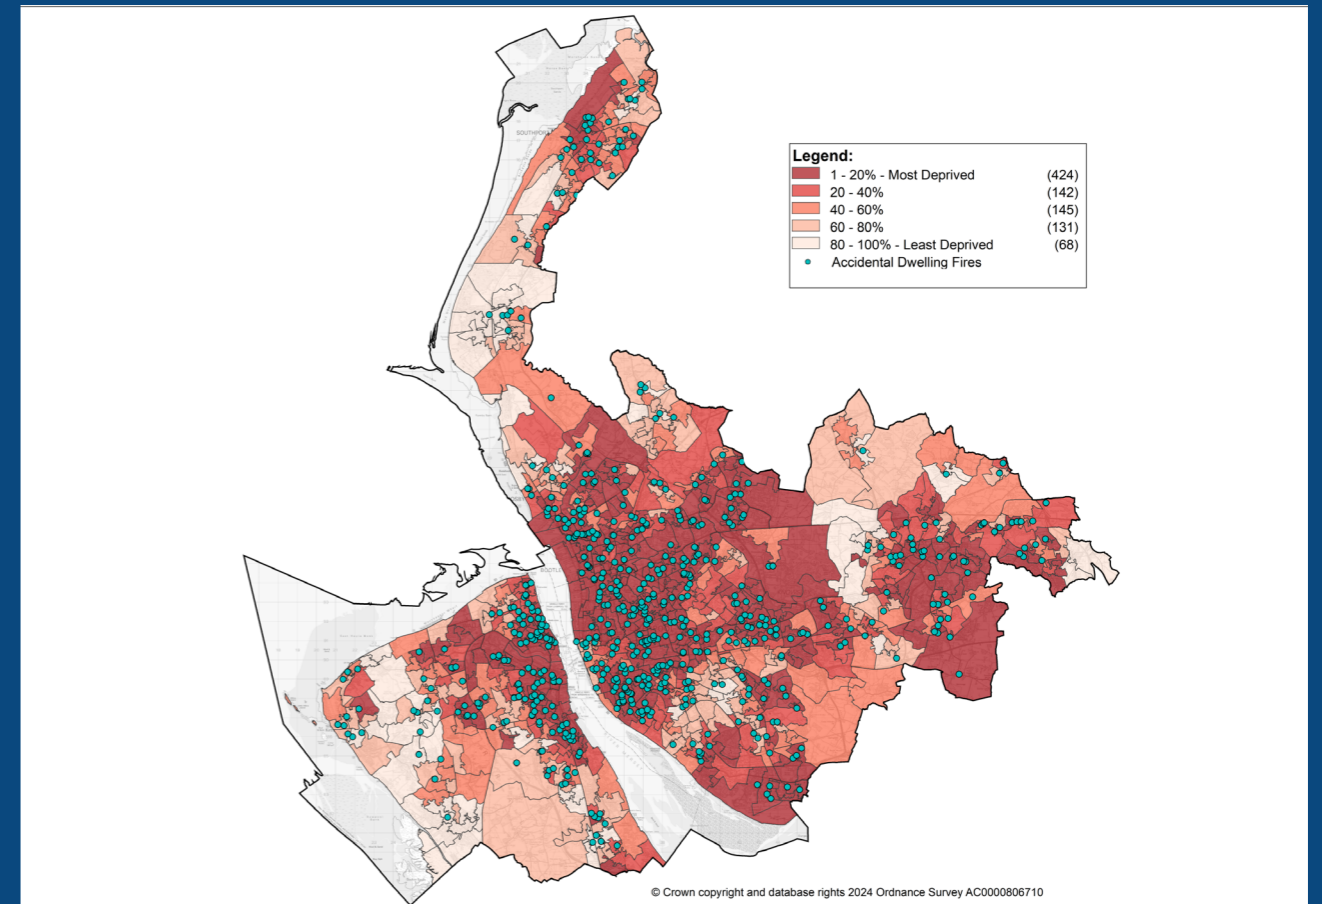 SOUTHPORT
Legend:
1 - 20% - Most Deprived (424)
20 - 40% (142)
40 - 60% (145)
60 - 80% (131)
80 - 100% - Least Deprived (68)
Accidental Dwelling Fires
© Crown copyright and database rights 2024 Ordnance Survey AC0000806710